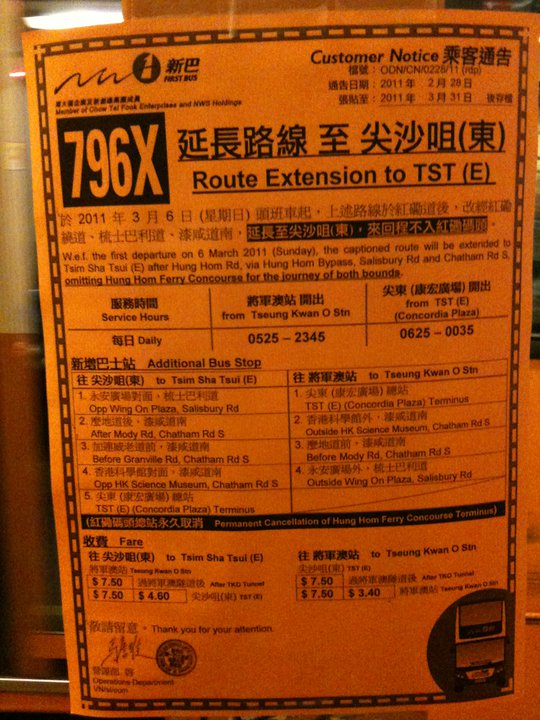 新巴
FIRST BUS
周大福企業及新創建集團成員
Member of Chow Tai Fook Enterprises and NWS Holdings
Customer Notice 乘客通告
檔號：ODN/CN/0228/11 (rdp)
通告日期：2011 年 2 月 28 日
張貼至：2011 年 3 月 31 日 後存檔
796X
延長路線 至 尖沙咀(東)
Route Extension to TST (E)
於 2011 年 3 月 6 日 (星期日) 頭班車起，上述路線於紅磡道後，改經紅磡
繞道、梳士巴利道、漆咸道南，延長至尖沙咀(東)，來回程不入紅磡碼頭。
W.e.f. the first departure on 6 March 2011 (Sunday), the captioned route will be extended to
Tsim Sha Tsui (E) after Hung Hom Rd, via Hung Hom Bypass, Salisbury Rd and Chatham Rd S,
omitting Hung Hom Ferry Concourse for the journey of both bounds.
服務時間
Service Hours
將軍澳站 開出
from Tseung Kwan O Stn
尖東 (康宏廣場) 開出
from TST (E)
(Concordia Plaza)
每日 Daily
0525 – 2345
0625 – 0035
新增巴士站 Additional Bus Stop
往 尖沙咀(東) to Tsim Sha Tsui (E)
1. 永安廣場對面，梳士巴利道
Opp Wing On Plaza, Salisbury Rd
2. 麼地道後，漆咸道南
After Mody Rd, Chatham Rd S
3. 加連威老道前，漆咸道南
Before Granville Rd, Chatham Rd S
4. 香港科學館對面，漆咸道南
Opp HK Science Museum, Chatham Rd S
5. 尖東 (康宏廣場) 總站
TST (E) (Concordia Plaza) Terminus
往 將軍澳站 to Tseung Kwan O Stn
1. 尖東 (康宏廣場) 總站
TST (E) (Concordia Plaza) Terminus
2. 香港科學館外，漆咸道南
Outside HK Science Museum, Chatham Rd S
3. 麼地道前，漆咸道南
Before Mody Rd, Chatham Rd S
4. 永安廣場外，梳士巴利道
Outside Wing On Plaza, Salisbury Rd
(紅磡碼頭總站永久取消 Permanent Cancellation of Hung Hom Ferry Concourse Terminus)
收費 Fare
往 尖沙咀(東) to Tsim Sha Tsui (E)
將軍澳站 Tseung Kwan O Stn
$ 7.50 過將軍澳隧道後 After TKO Tunnel
$ 7.50 $ 4.60 尖沙咀(東) TST (E)
往 將軍澳站 to Tseung Kwan O Stn
尖沙咀(東) TST (E)
$ 7.50 過將軍澳隧道後 After TKO Tunnel
$ 7.50 $ 3.40 將軍澳站 Tseung Kwan O Stn
敬請留意。Thank you for your attention.
營運部 啓
Operations Department